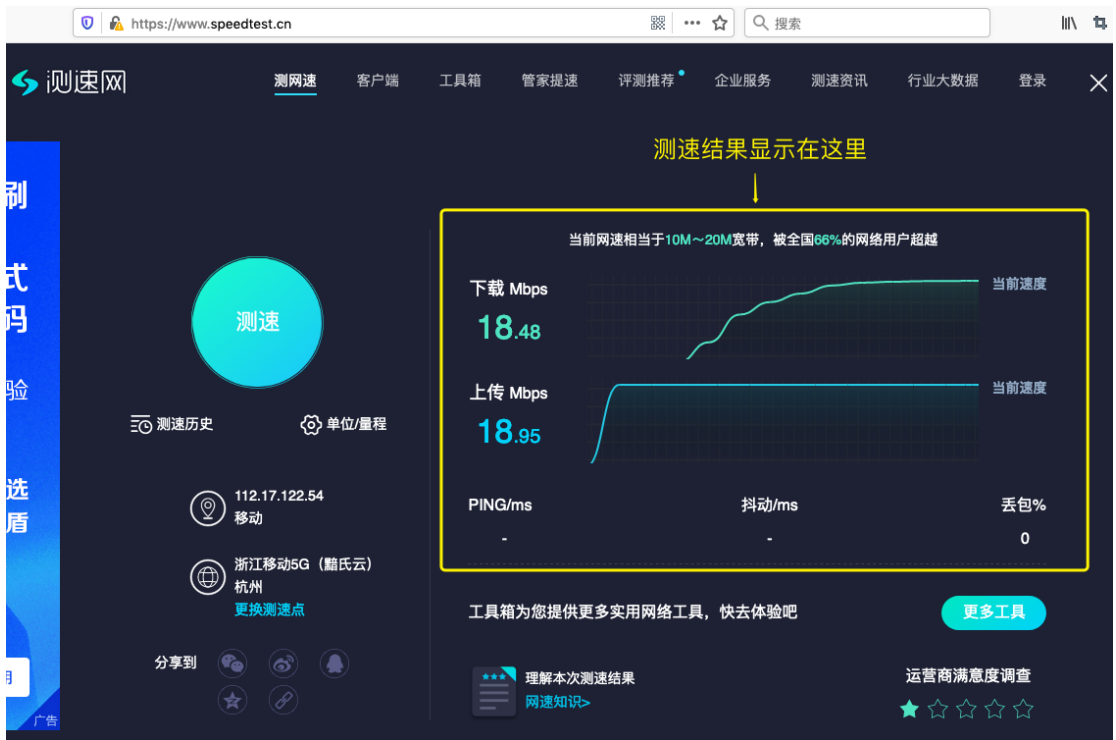 https://www.speedtest.cn
搜索
测速网
测网速 客户端 工具箱 管家提速 评测推荐 企业服务 测速资讯 行业大数据 登录
测速结果显示在这里
刷
式
码
验
选
盾
广告
测速
测速历史 单位/量程
112.17.122.54
移动
浙江移动5G（黯氏云）
杭州
更换测速点
分享到
当前网速相当于10M～20M宽带，被全国66%的网络用户超越
下载 Mbps
18.48
当前速度
上传 Mbps
18.95
当前速度
PING/ms 抖动/ms 丢包%
- - 0
工具箱为您提供更多实用网络工具，快去体验吧
更多工具
理解本次测速结果
网速知识>
运营商满意度调查